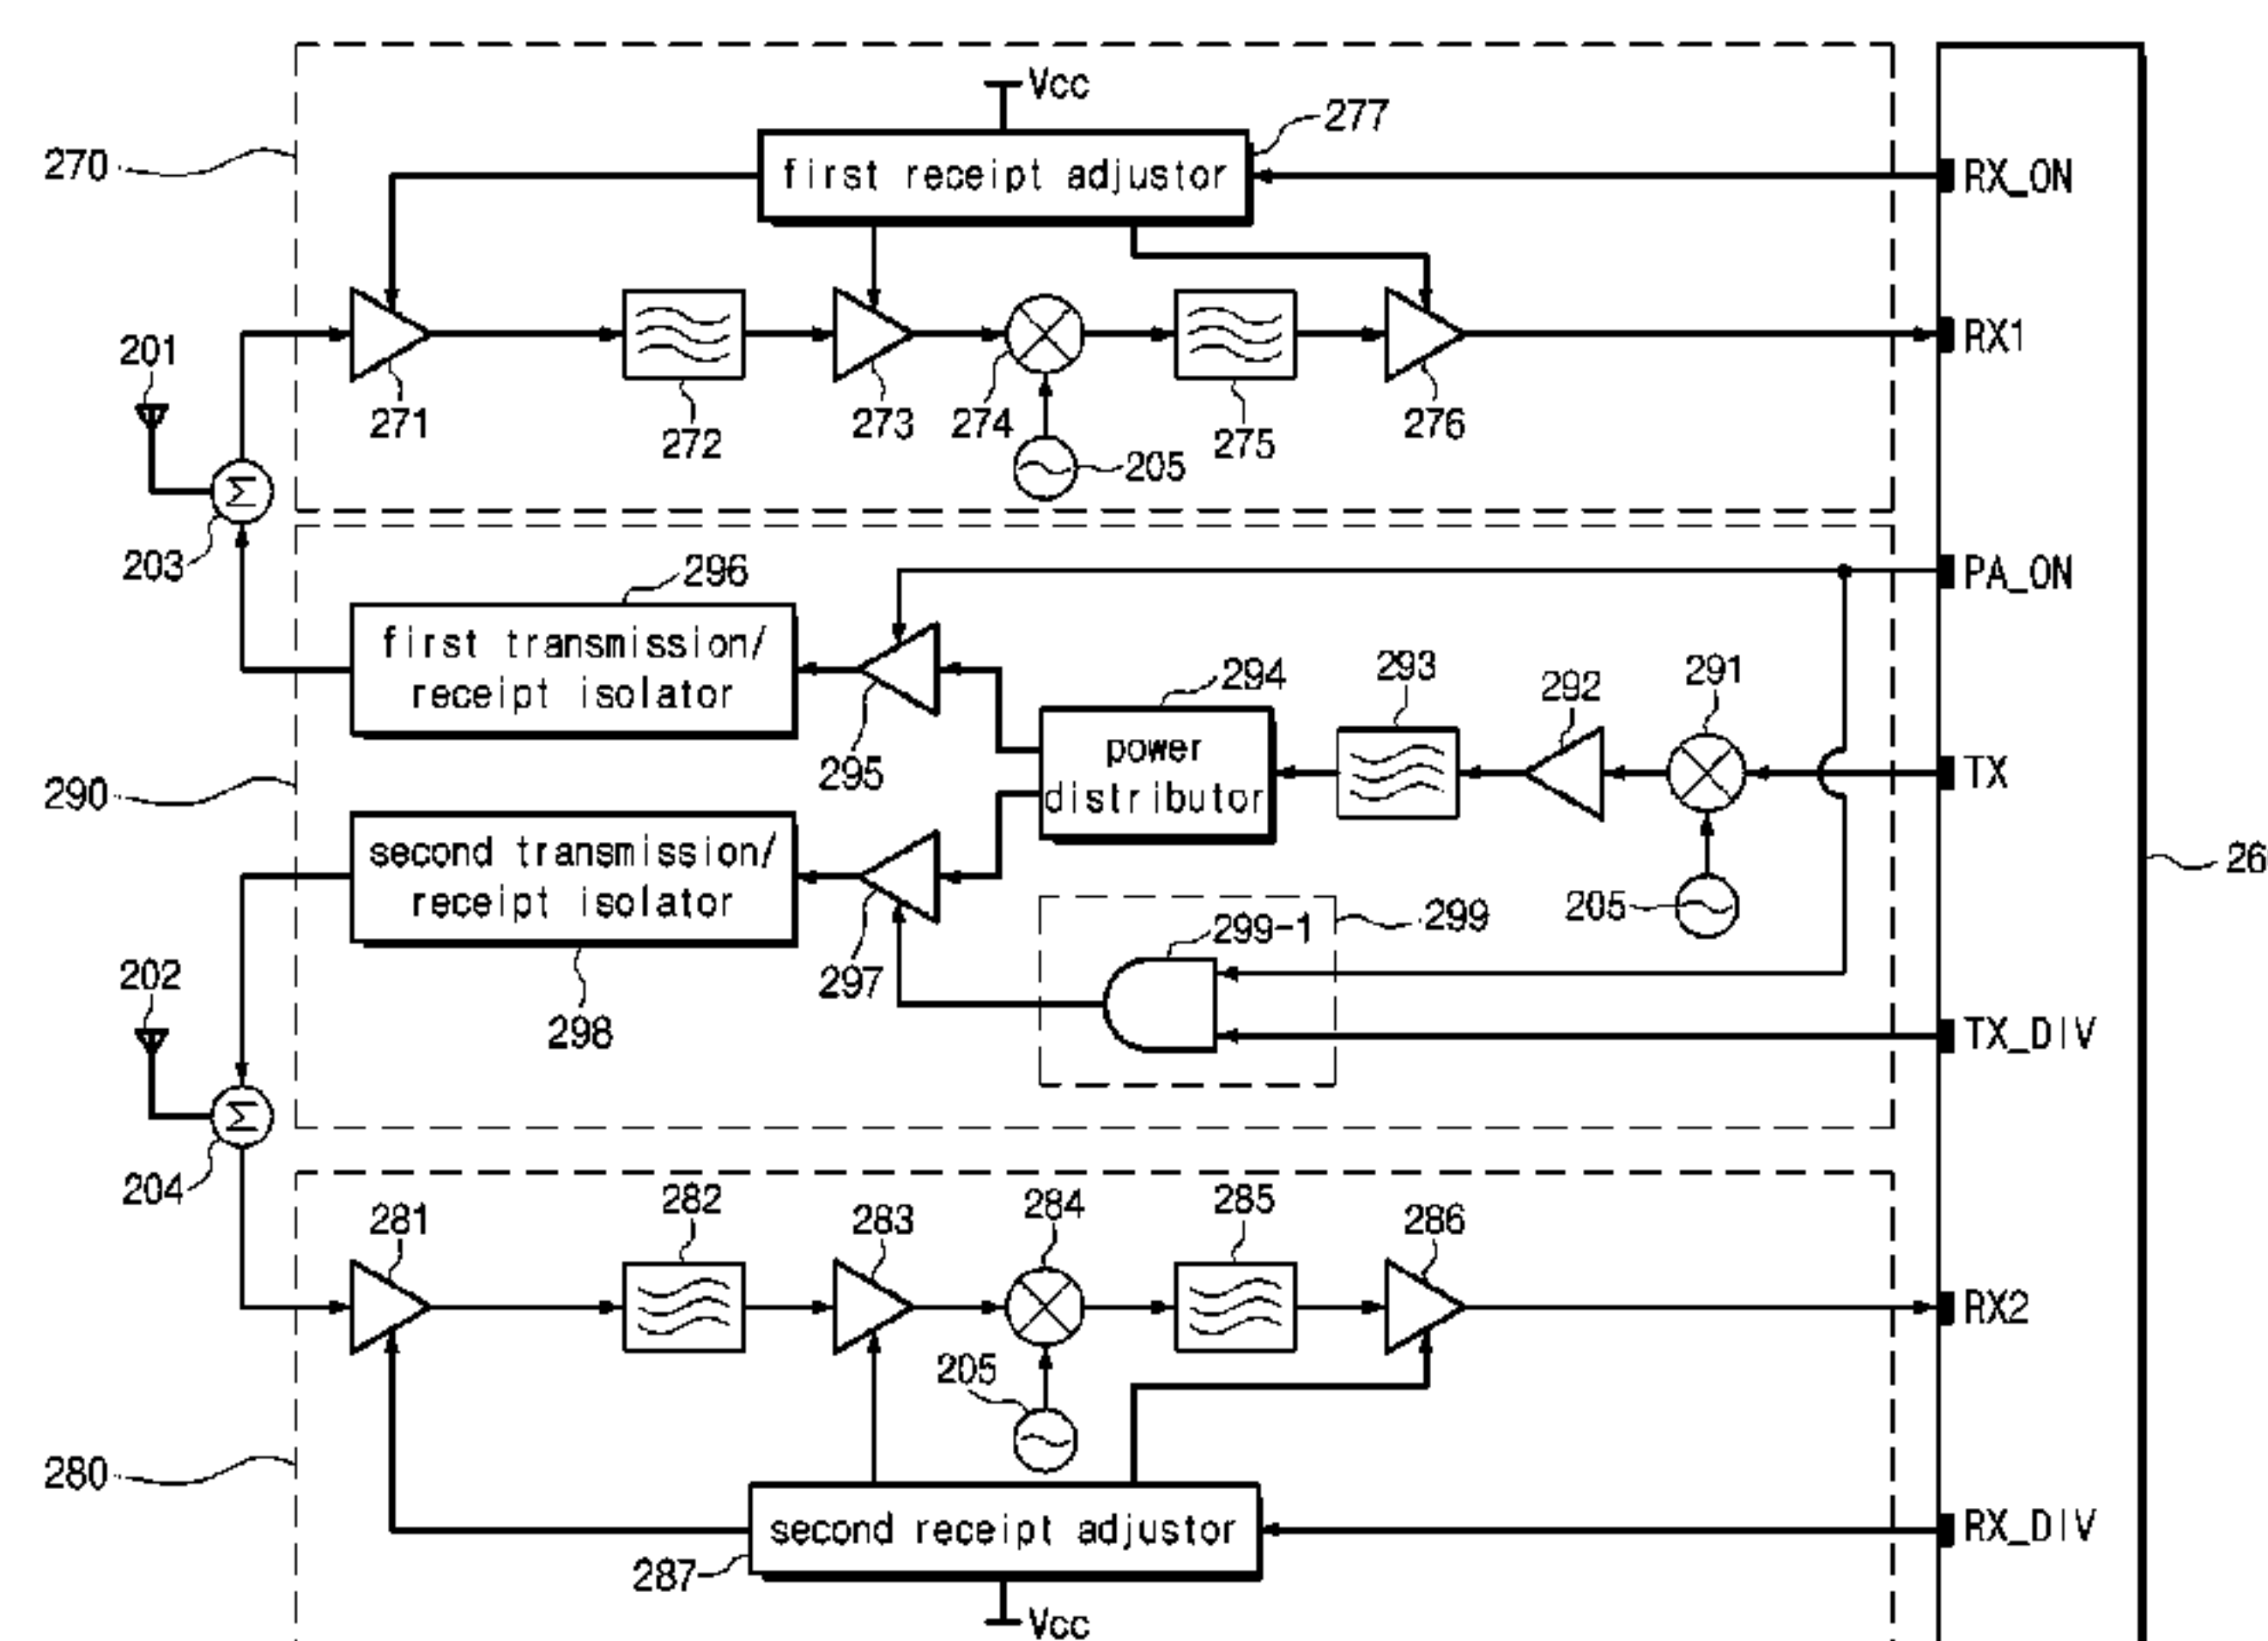 Vcc
277
270
first receipt adjustor
RX_ON
201
RX1
271
272
273
274
275
276
205
203
296
PA_ON
first transmission/
receipt isolator
294
293
292
291
295
power
distributor
TX
290
second transmission/
receipt isolator
26
205
299
299-1
297
202
298
TX_DIV
204
281
282
283
284
285
286
RX2
205
280
second receipt adjustor
RX_DIV
287
Vcc